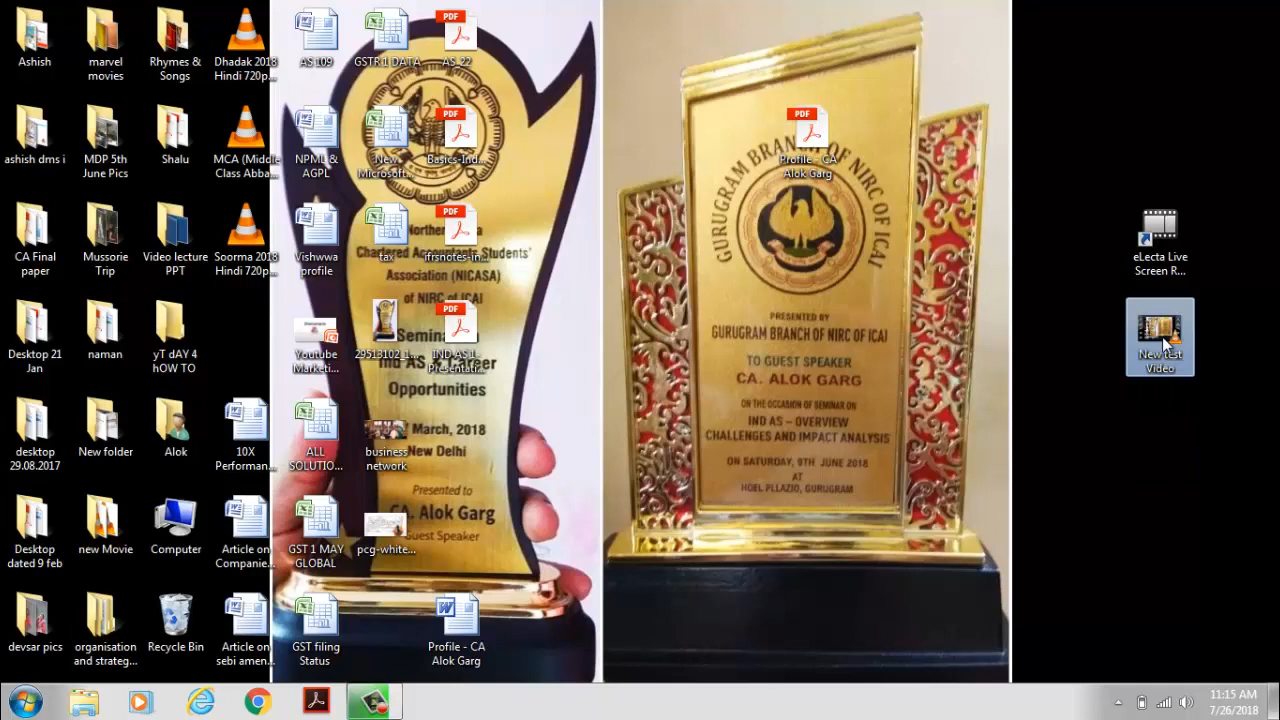 Ashish
marvel
movies
Rhymes &
Songs
Dhadak 2018
Hindi 720p...
AS 109
GSTR 1 DATA
AS 22
ashish dms i
MDP 5th
June Pics
Shalu
MCA (Middle
Class Abba...
NPML &
AGPL
New
Microsoft...
Basics-Ind...
Profile - CA
Alok Garg
CA Final
paper
Mussorie
Trip
Video lecture
PPT
Soorma 2018
Hindi 720p...
Vishwwa
profile
tax
ifrsnotes-in...
eLecta Live
Screen R...
Desktop 21
Jan
naman
yT dAY 4
hOW TO
Youtube
Marketi...
29513102_1...
IND AS 1-
Presentati...
New test
Video
desktop
29.08.2017
New folder
Alok
10X
Performan...
ALL
SOLUTIO...
business
network
Desktop
dated 9 feb
new Movie
Computer
Article on
Companie...
GST 1 MAY
GLOBAL
pcg-white...
devsar pics
organisation
and strateg...
Recycle Bin
Article on
sebi amen...
GST filing
Status
Profile - CA
Alok Garg
Chartered Accountants Students'
Association (NICASA)
of NIRC of ICAI
Ind AS & Career
Opportunities
March, 2018
New Delhi
Presented to
CA. Alok Garg
Guest Speaker
GURUGRAM BRANCH OF NIRC OF ICAI
PRESENTED BY
GURUGRAM BRANCH OF NIRC OF ICAI
TO GUEST SPEAKER
CA. ALOK GARG
ON THE OCCASION OF SEMINAR ON
IND AS – OVERVIEW
CHALLENGES AND IMPACT ANALYSIS
ON SATURDAY, 9TH JUNE 2018
AT
HOEL PLLAZIO, GURUGRAM
11:15 AM
7/26/2018